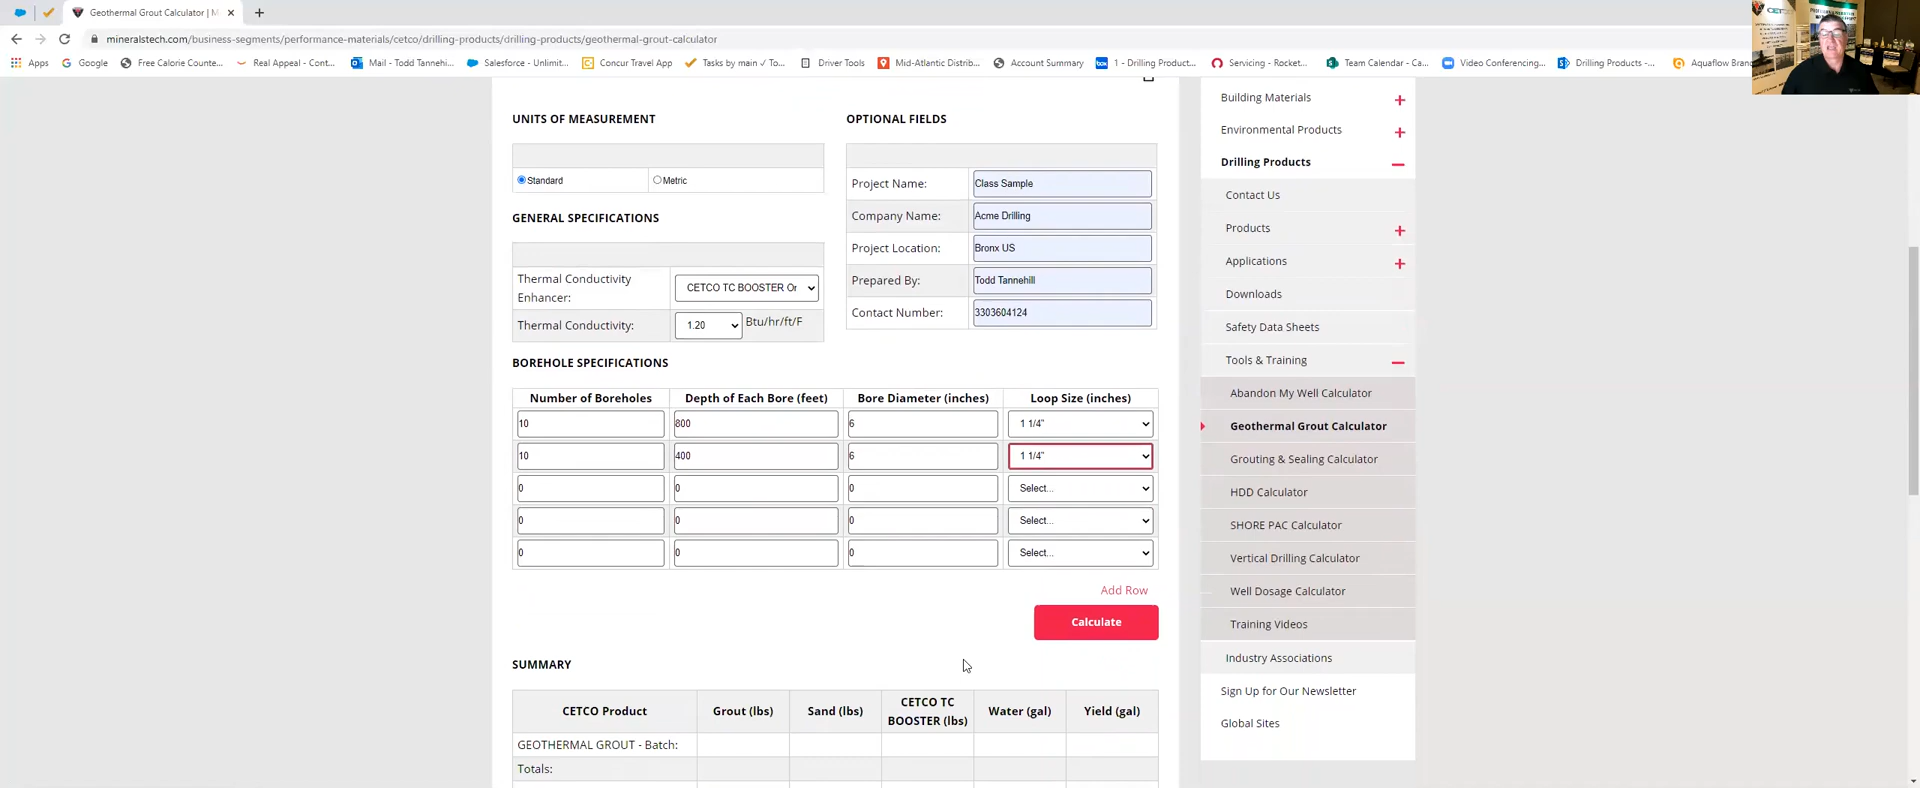 Geothermal Grout Calculator | M
mineralstech.com/business-segments/performance-materials/cetco/drilling-products/drilling-products/geothermal-grout-calculator
Apps Google Free Calorie Counte... Real Appeal - Cont... Mail - Todd Tannehi... Salesforce - Unlimit... Concur Travel App Tasks by main ✓ To... Driver Tools Mid-Atlantic Distrib... Account Summary 1 - Drilling Product... Servicing - Rocket... Team Calendar - Ca... Video Conferencing... Drilling Products -... Aquaflow Bran
UNITS OF MEASUREMENT
Standard Metric
GENERAL SPECIFICATIONS
Thermal Conductivity
Enhancer:
CETCO TC BOOSTER Or
Thermal Conductivity: 1.20 Btu/hr/ft/F
OPTIONAL FIELDS
Project Name: Class Sample
Company Name: Acme Drilling
Project Location: Bronx US
Prepared By: Todd Tannehill
Contact Number: 3303604124
BOREHOLE SPECIFICATIONS
Number of Boreholes Depth of Each Bore (feet) Bore Diameter (inches) Loop Size (inches)
10 800 6 1 1/4"
10 400 6 1 1/4"
0 0 0 Select...
0 0 0 Select...
0 0 0 Select...
Add Row
Calculate
SUMMARY
CETCO Product Grout (lbs) Sand (lbs) CETCO TC BOOSTER (lbs) Water (gal) Yield (gal)
GEOTHERMAL GROUT - Batch:
Totals:
Building Materials +
Environmental Products +
Drilling Products –
Contact Us
Products +
Applications +
Downloads
Safety Data Sheets
Tools & Training –
Abandon My Well Calculator
Geothermal Grout Calculator
Grouting & Sealing Calculator
HDD Calculator
SHORE PAC Calculator
Vertical Drilling Calculator
Well Dosage Calculator
Training Videos
Industry Associations
Sign Up for Our Newsletter
Global Sites